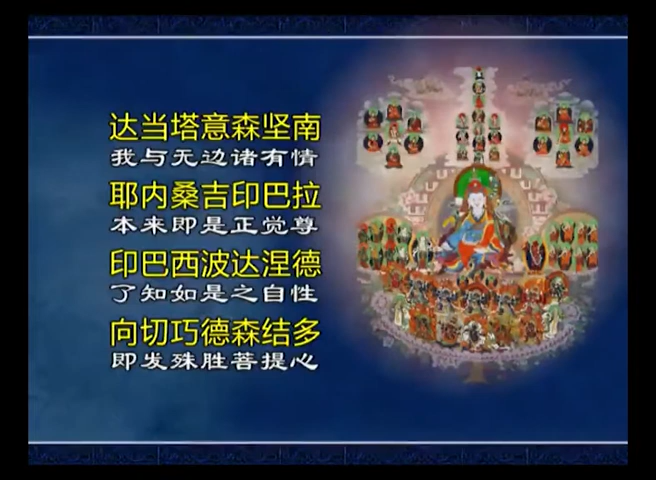 达当塔意森坚南
我与无边诸有情
耶内桑吉印巴拉
本来即是正觉尊
印巴西波达涅德
了知如是之自性
向切巧德森结多
即发殊胜菩提心